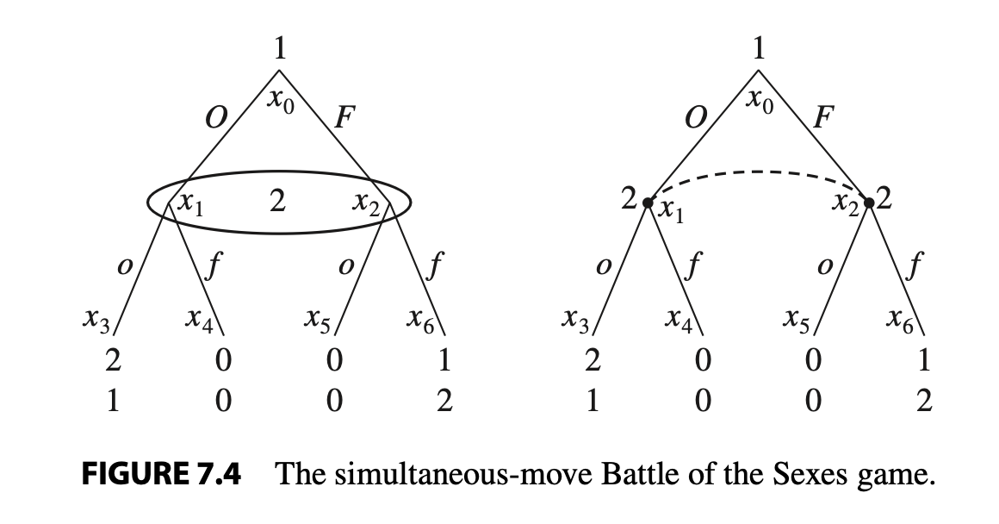 1 1
O x0 F O x0 F
x1 2 x2 2 x1 x2 2
o f o f o f o f
x3 x4 x5 x6 x3 x4 x5 x6
2 0 0 1 2 0 0 1
1 0 0 2 1 0 0 2
FIGURE 7.4 The simultaneous-move Battle of the Sexes game.